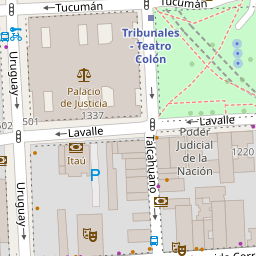 Tucumán
Tucumán
Tribunales
- Teatro
Colón
Uruguay
Palacio
de Justicia
1337
501
502
Lavalle
Lavalle
Itaú
P
Talcahuano
Poder
Judicial
de la
Nación
1220
Uruguay